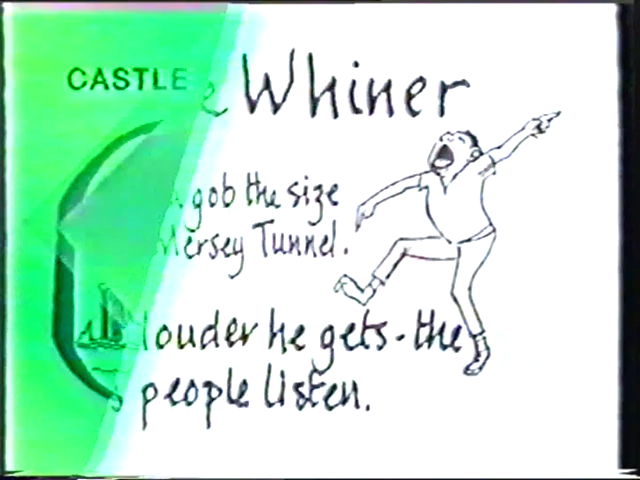 CASTLE
e Whiner
gob the size
Mersey Tunnel.
louder he gets - the
people listen.